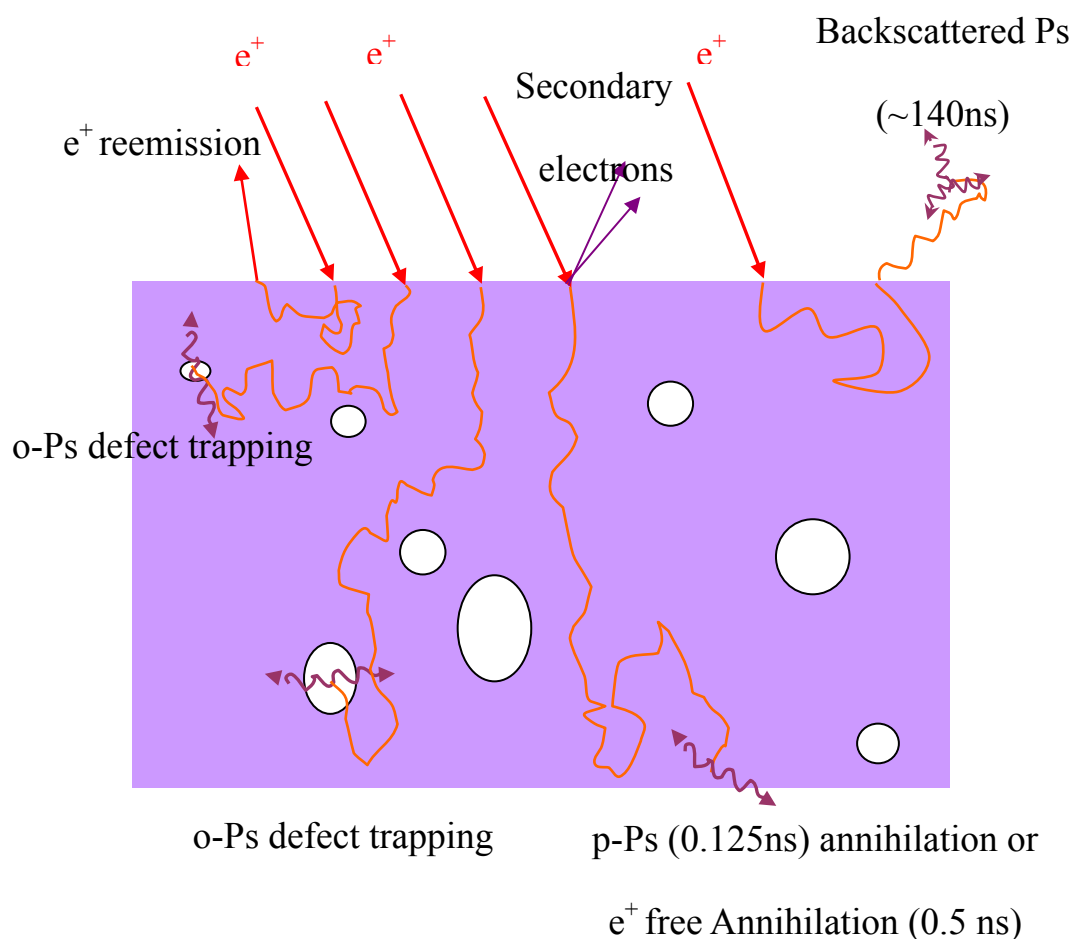 Backscattered Ps
(~140ns)
e⁺
e⁺
e⁺
Secondary
electrons
e⁺ reemission
o-Ps defect trapping
o-Ps defect trapping
p-Ps (0.125ns) annihilation or
e⁺ free Annihilation (0.5 ns)